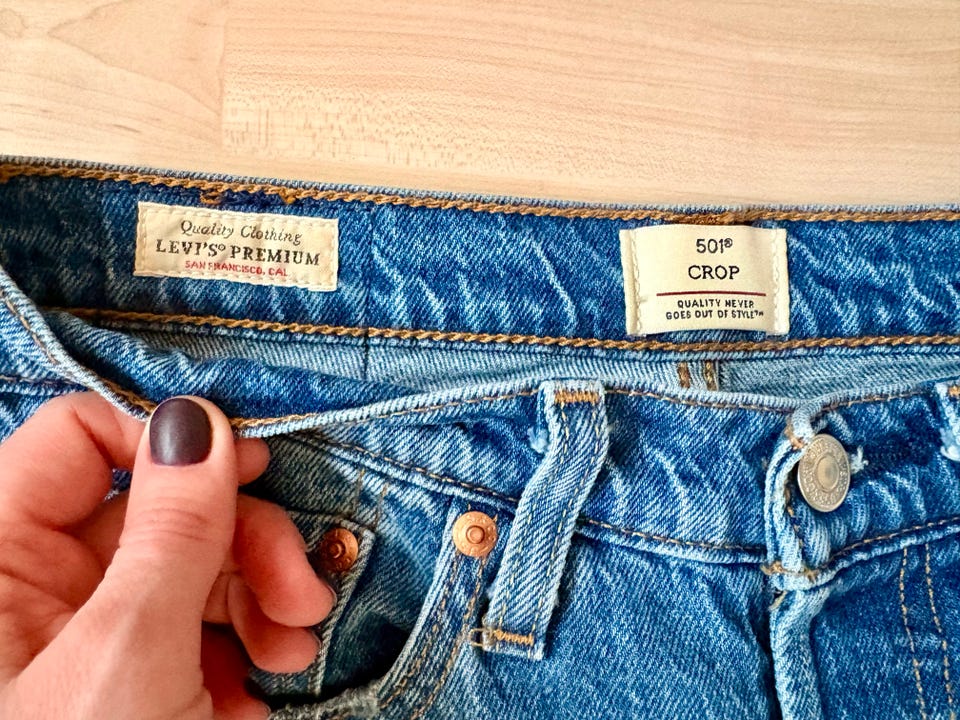 Quality Clothing
LEVI'S® PREMIUM
SAN FRANCISCO, CAL
501®
CROP
QUALITY NEVER
GOES OUT OF STYLE™